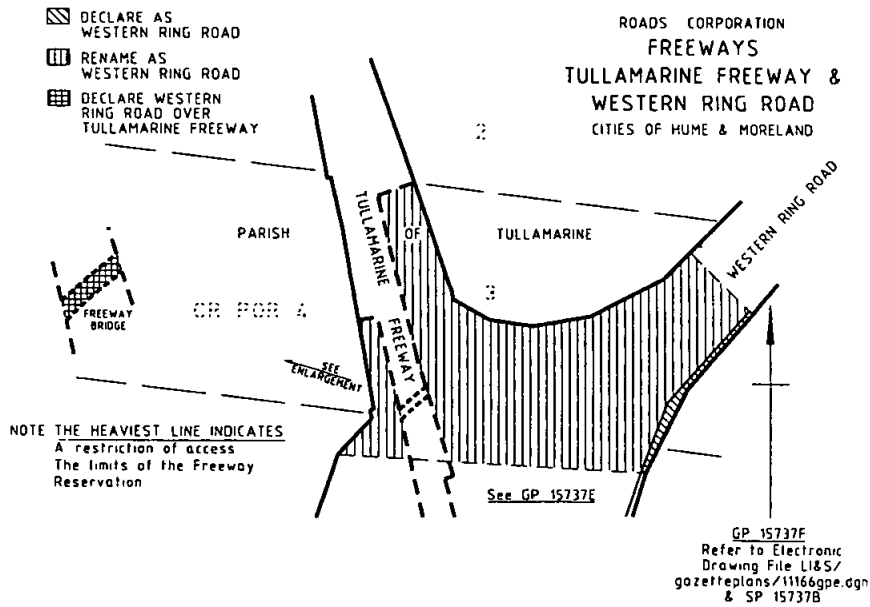 DECLARE AS
WESTERN RING ROAD
RENAME AS
WESTERN RING ROAD
DECLARE WESTERN
RING ROAD OVER
TULLAMARINE FREEWAY
ROADS CORPORATION
FREEWAYS
TULLAMARINE FREEWAY &
WESTERN RING ROAD
CITIES OF HUME & MORELAND
2
WESTERN RING ROAD
TULLAMARINE
FREEWAY
PARISH
OF
TULLAMARINE
3
CR POR 4
FREEWAY
BRIDGE
SEE
ENLARGEMENT
NOTE THE HEAVIEST LINE INDICATES
A restriction of access
The limits of the Freeway
Reservation
See GP 15737E
GP 15737F
Refer to Electronic
Drawing File LI&S/
gazetteplans/11166gpe.dgn
& SP 15737B